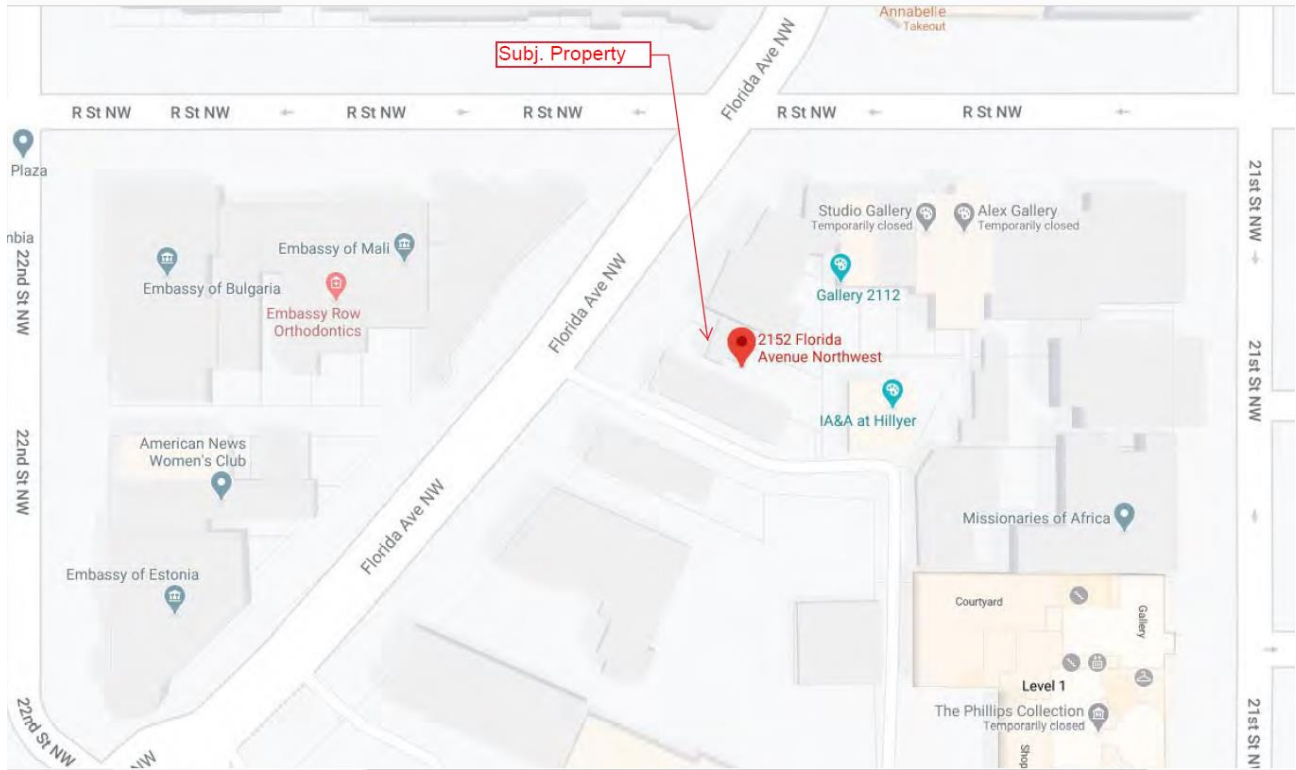 Annabelle
Takeout
Subj. Property
Florida Ave NW
R St NW
R St NW
R St NW
R St NW
R St NW
R St NW
Plaza
21st St NW
Studio Gallery
Temporarily closed
Alex Gallery
Temporarily closed
mbia
22nd St NW
Embassy of Mali
Embassy of Bulgaria
Gallery 2112
Embassy Row
Orthodontics
Florida Ave NW
2152 Florida
Avenue Northwest
21st St NW
IA&A at Hillyer
22nd St NW
American News
Women's Club
Missionaries of Africa
Florida Ave NW
Embassy of Estonia
Courtyard
Gallery
Level 1
The Phillips Collection
Temporarily closed
22nd St NW
NW
Shop
21st St NW